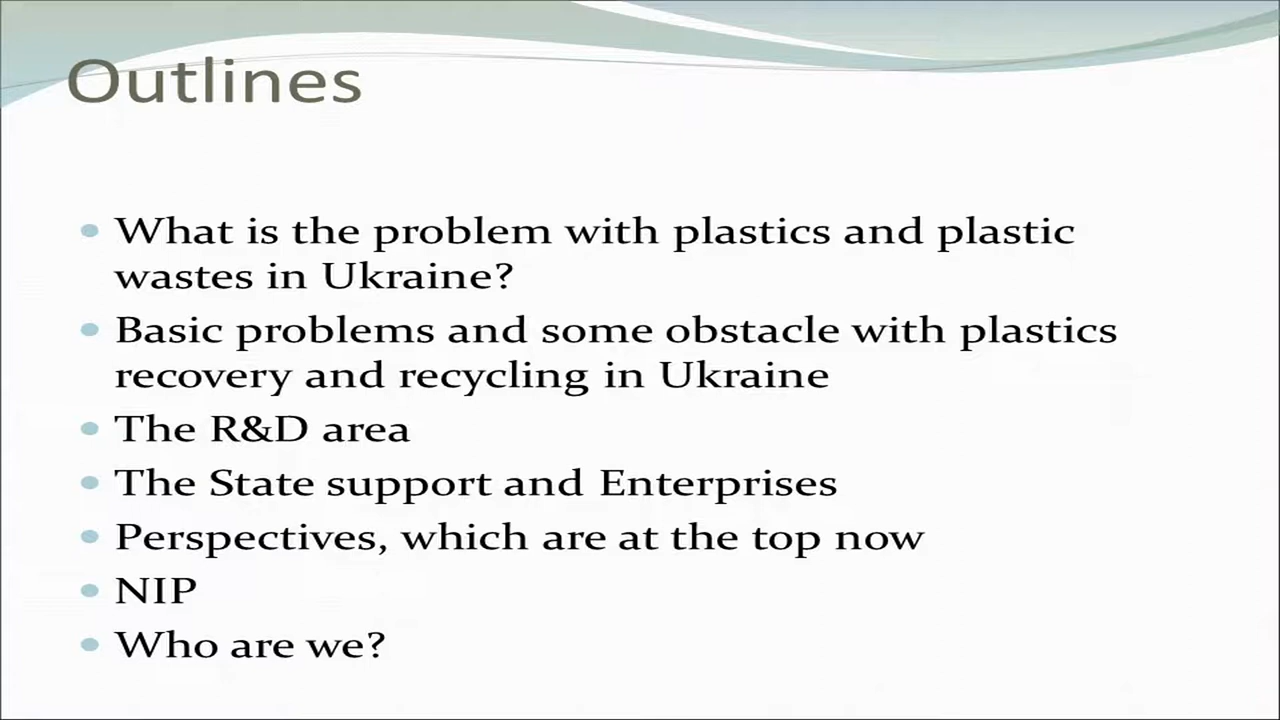 Outlines
What is the problem with plastics and plastic
wastes in Ukraine?
Basic problems and some obstacle with plastics
recovery and recycling in Ukraine
The R&D area
The State support and Enterprises
Perspectives, which are at the top now
NIP
Who are we?